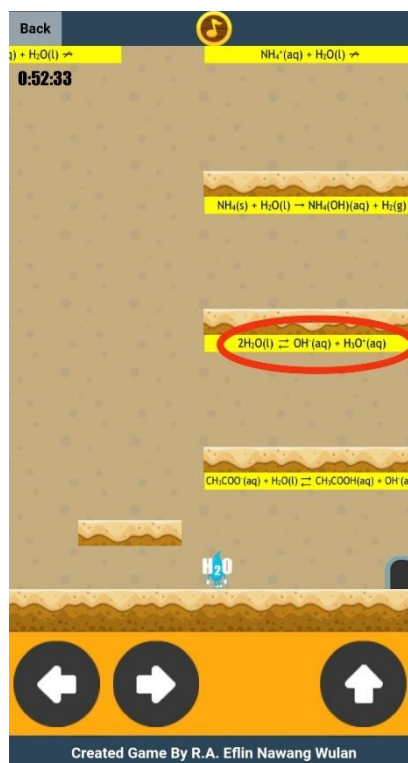 Back
q) + H₂O(l) ↛
NH₄⁺(aq) + H₂O(l) ↛
0:52:33
NH₄(s) + H₂O(l) → NH₄(OH)(aq) + H₂(g)
2H₂O(l) ⇄ OH⁻(aq) + H₃O⁺(aq)
CH₃COO⁻(aq) + H₂O(l) ⇄ CH₃COOH(aq) + OH⁻(a
H₂O
Created Game By R.A. Eflin Nawang Wulan